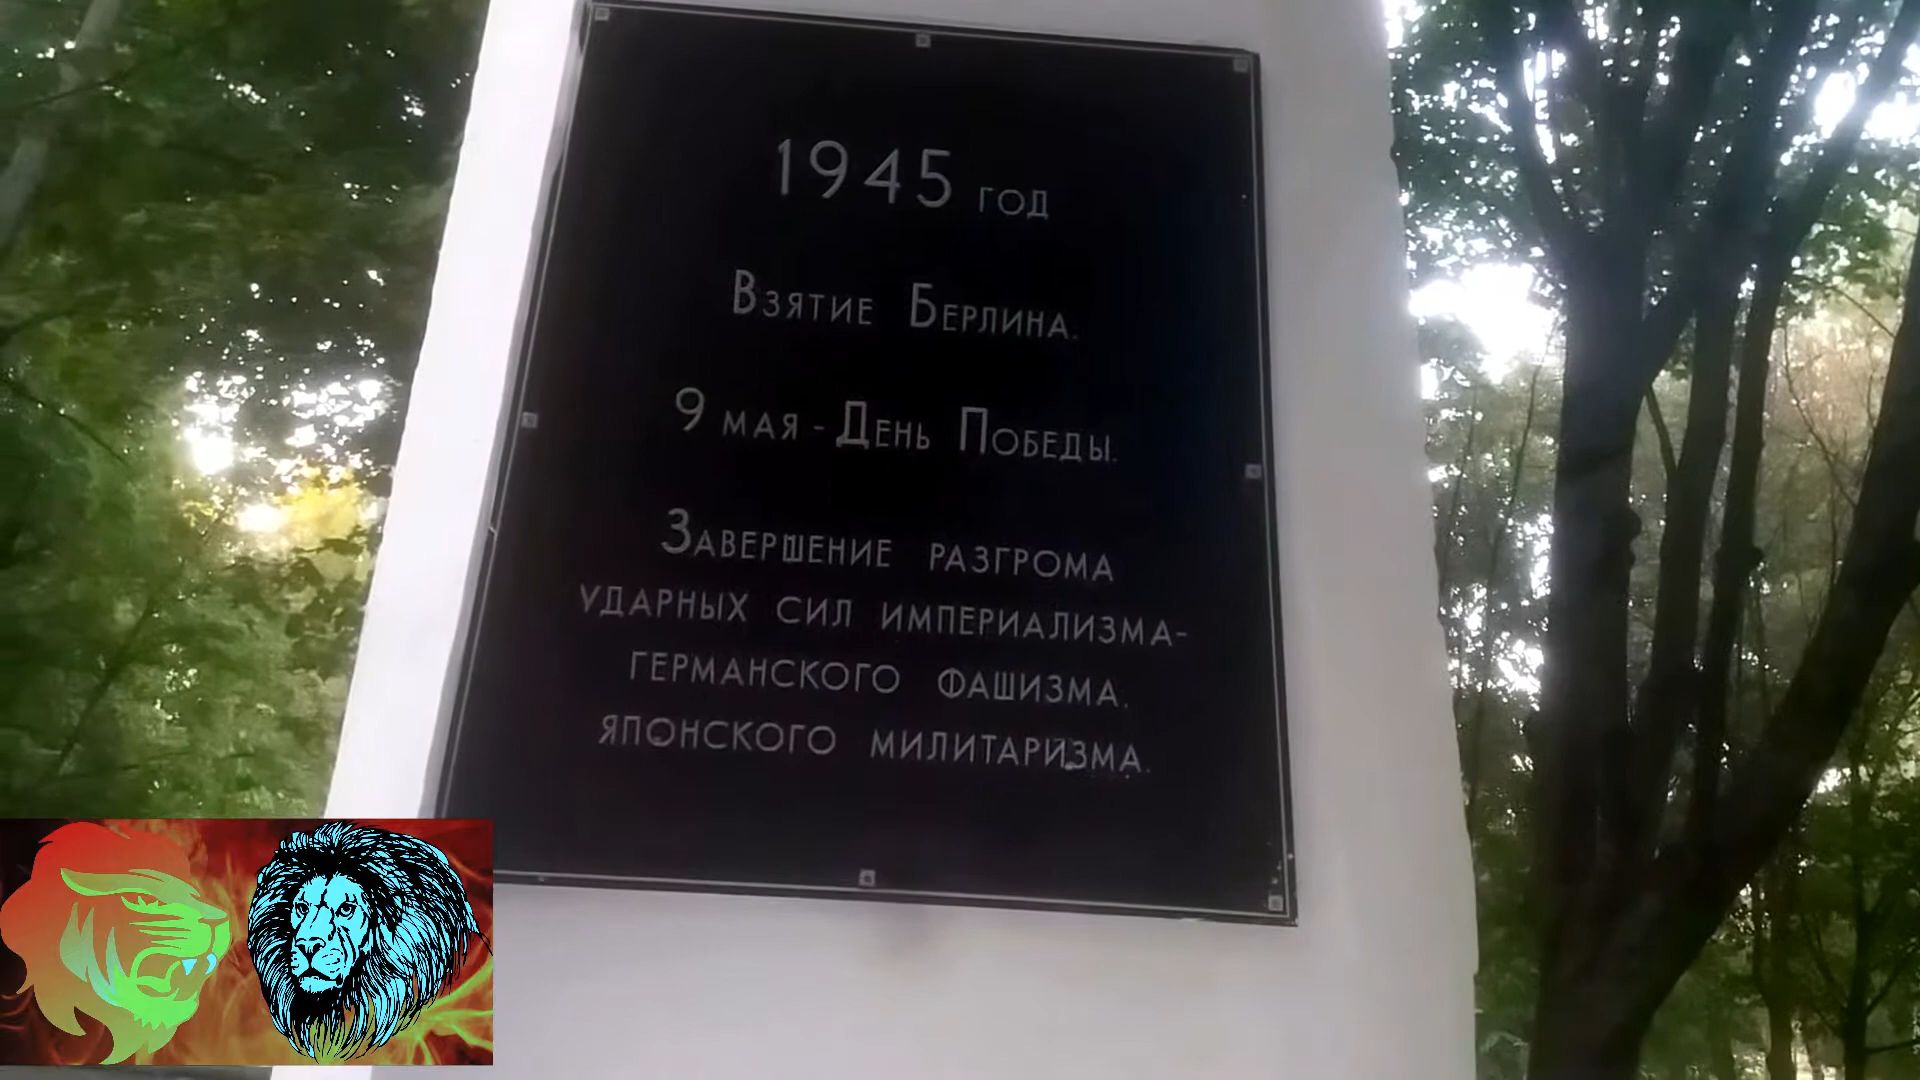 1945 год
Взятие Берлина.
9 мая - День Победы.
Завершение разгрома
ударных сил империализма-
германского фашизма.
японского милитаризма.